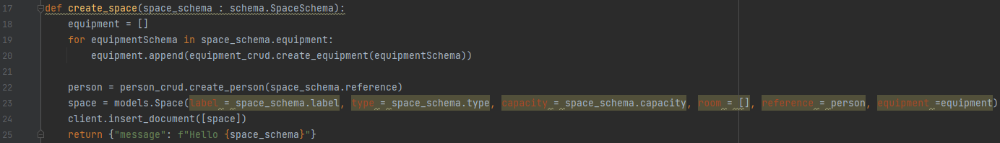 17 def create_space(space_schema : schema.SpaceSchema):
18     equipment = []
19     for equipmentSchema in space_schema.equipment:
20         equipment.append(equipment_crud.create_equipment(equipmentSchema))
21
22     person = person_crud.create_person(space_schema.reference)
23     space = models.Space(label = space_schema.label, type = space_schema.type, capacity = space_schema.capacity, room = [], reference = person, equipment =equipment)
24     client.insert_document([space])
25     return {"message": f"Hello {space_schema}"}